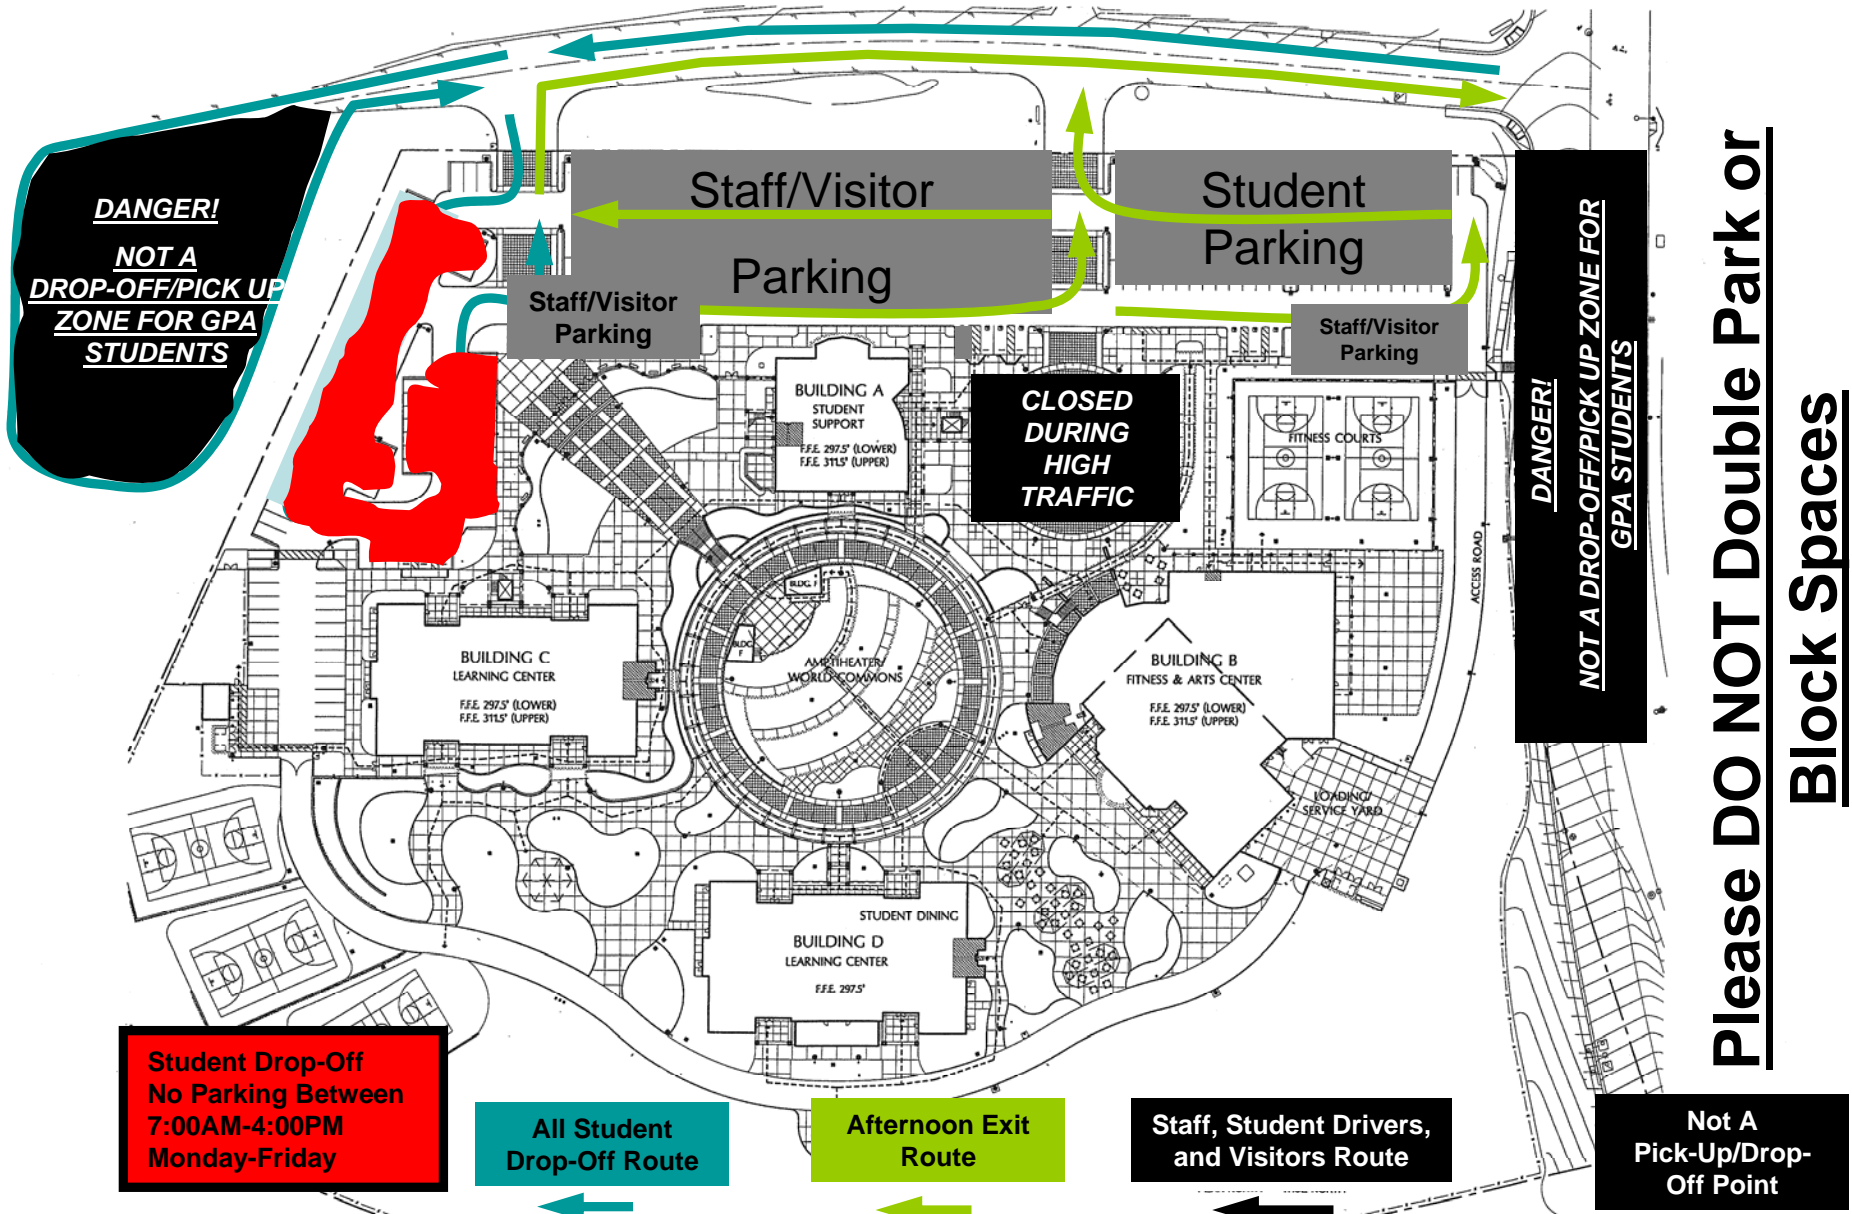 DANGER!
NOT A
DROP-OFF/PICK UP
ZONE FOR GPA
STUDENTS
Staff/Visitor
Parking
Student
Parking
Staff/Visitor
Parking
Staff/Visitor
Parking
DANGER!
NOT A DROP-OFF/PICK UP ZONE FOR
GPA STUDENTS
Please DO NOT Double Park or
Block Spaces
BUILDING A
STUDENT
SUPPORT
F.F.E. 297.5' (LOWER)
F.F.E. 311.5' (UPPER)
CLOSED
DURING
HIGH
TRAFFIC
FITNESS COURTS
ACCESS ROAD
BLDG. F
BLDG.
F
AMPITHEATER/
WORLD COMMONS
BUILDING C
LEARNING CENTER
F.F.E. 297.5' (LOWER)
F.F.E. 311.5' (UPPER)
BUILDING B
FITNESS & ARTS CENTER
F.F.E. 297.5' (LOWER)
F.F.E. 311.5' (UPPER)
LOADING/
SERVICE YARD
STUDENT DINING
BUILDING D
LEARNING CENTER
F.F.E. 297.5'
Student Drop-Off
No Parking Between
7:00AM-4:00PM
Monday-Friday
All Student
Drop-Off Route
Afternoon Exit
Route
Staff, Student Drivers,
and Visitors Route
Not A
Pick-Up/Drop-
Off Point